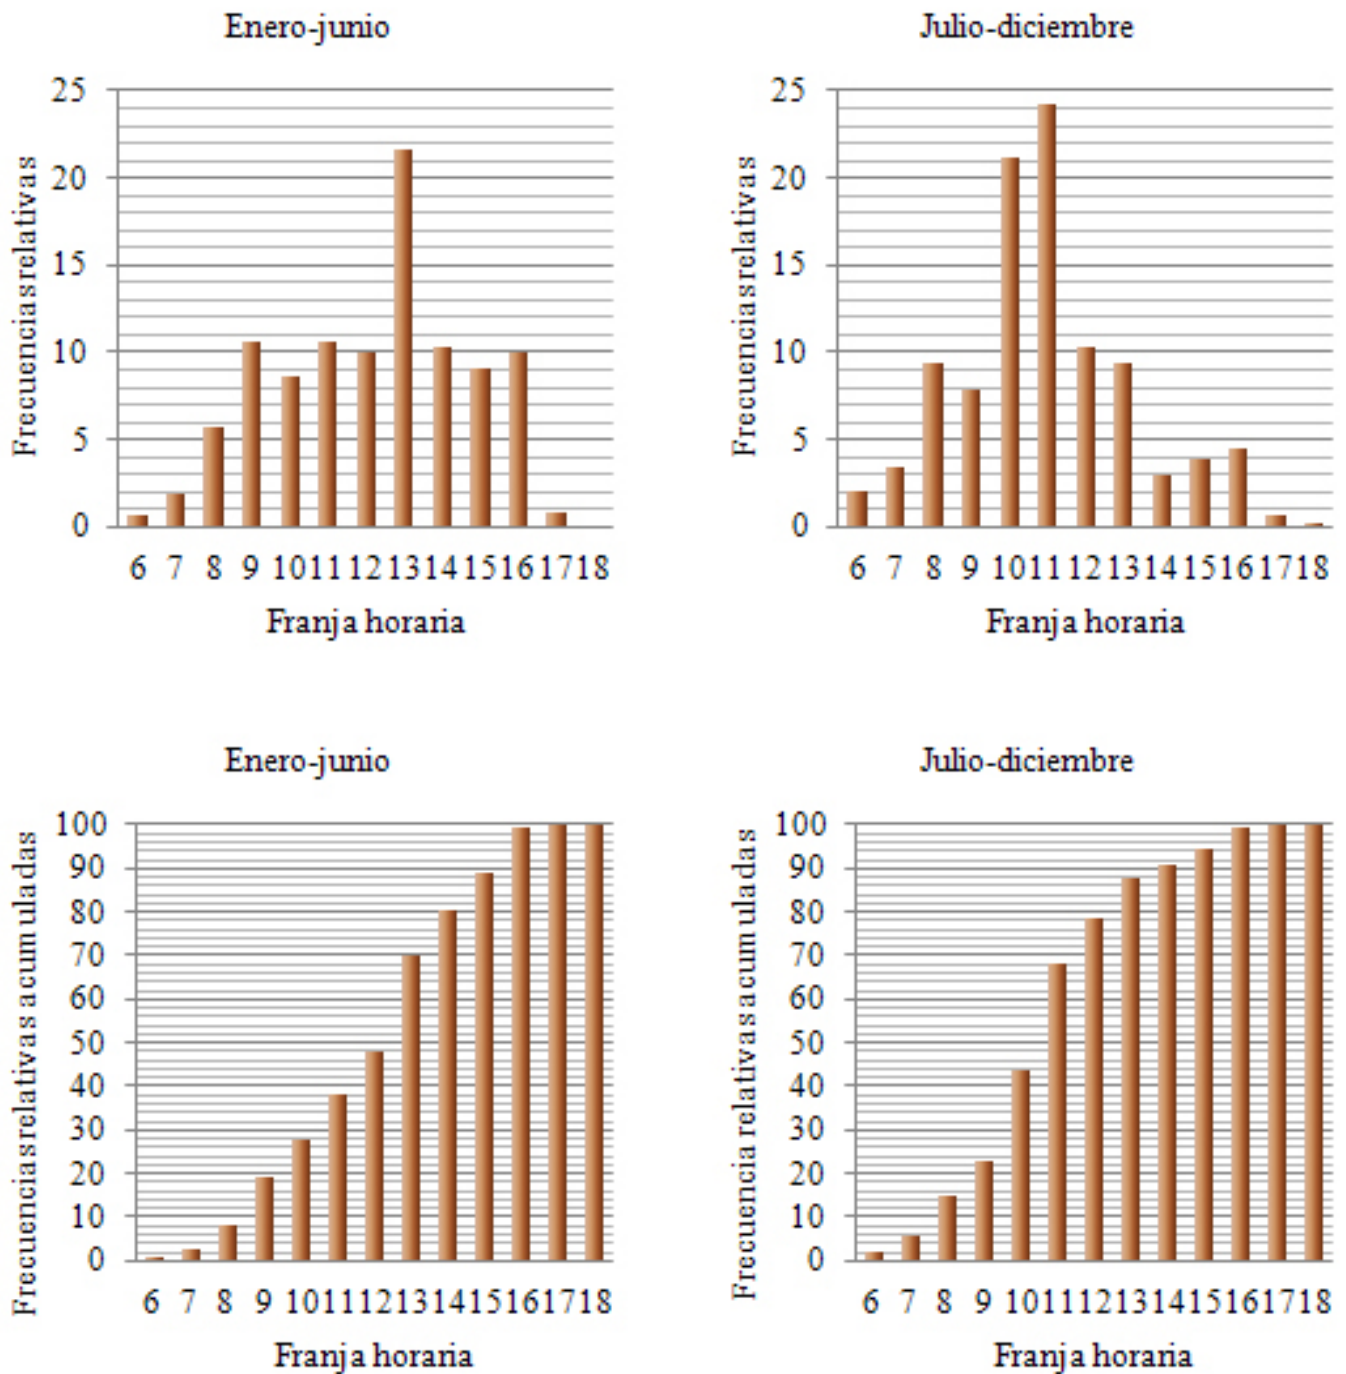 Enero-junio
Julio-diciembre
Frecuencias relativas
25
20
15
10
5
0
6 7 8 9 10 11 12 13 14 15 16 17 18
Franja horaria
Frecuencias relativas
25
20
15
10
5
0
6 7 8 9 10 11 12 13 14 15 16 17 18
Franja horaria
Enero-junio
Julio-diciembre
Frecuencias relativas acumuladas
100
90
80
70
60
50
40
30
20
10
0
6 7 8 9 10 11 12 13 14 15 16 17 18
Franja horaria
Frecuencia relativas acumuladas
100
90
80
70
60
50
40
30
20
10
0
6 7 8 9 10 11 12 13 14 15 16 17 18
Franja horaria